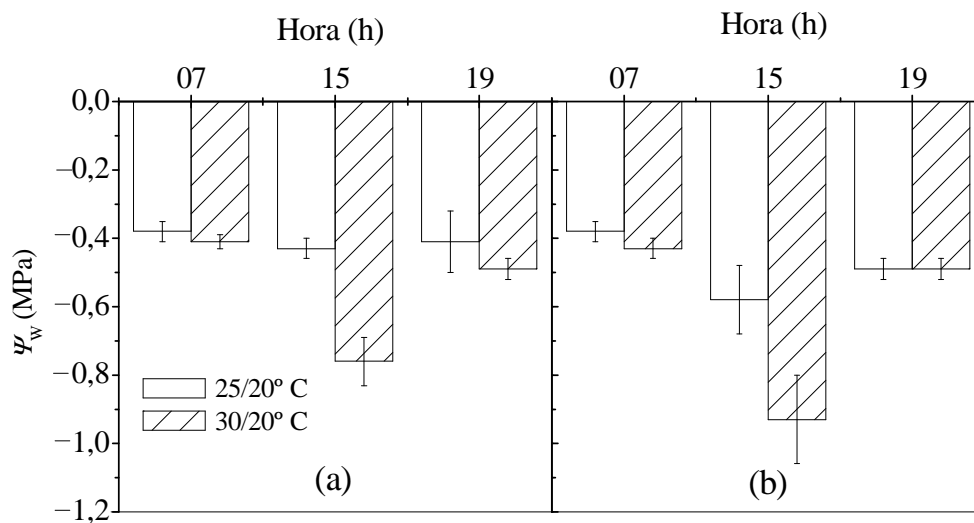 Hora (h)
Hora (h)
07
15
19
07
15
19
0,0
−0,2
−0,4
−0,6
−0,8
−1,0
−1,2
Ψw (MPa)
25/20º C
30/20º C
(a)
(b)